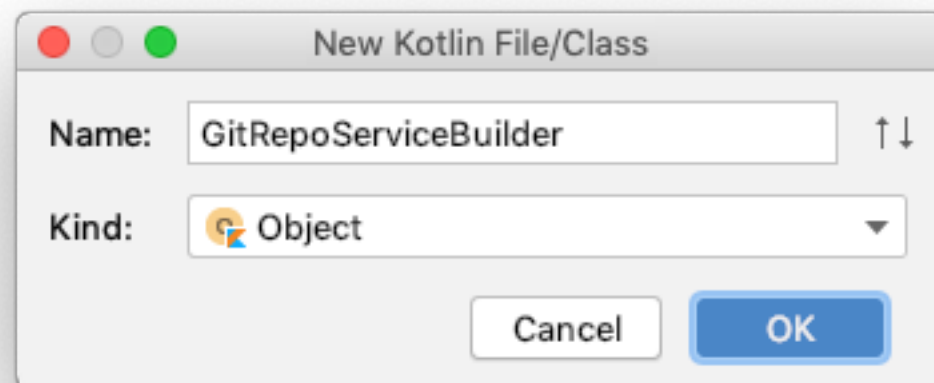 New Kotlin File/Class
Name: GitRepoServiceBuilder
Kind: Object
Cancel OK